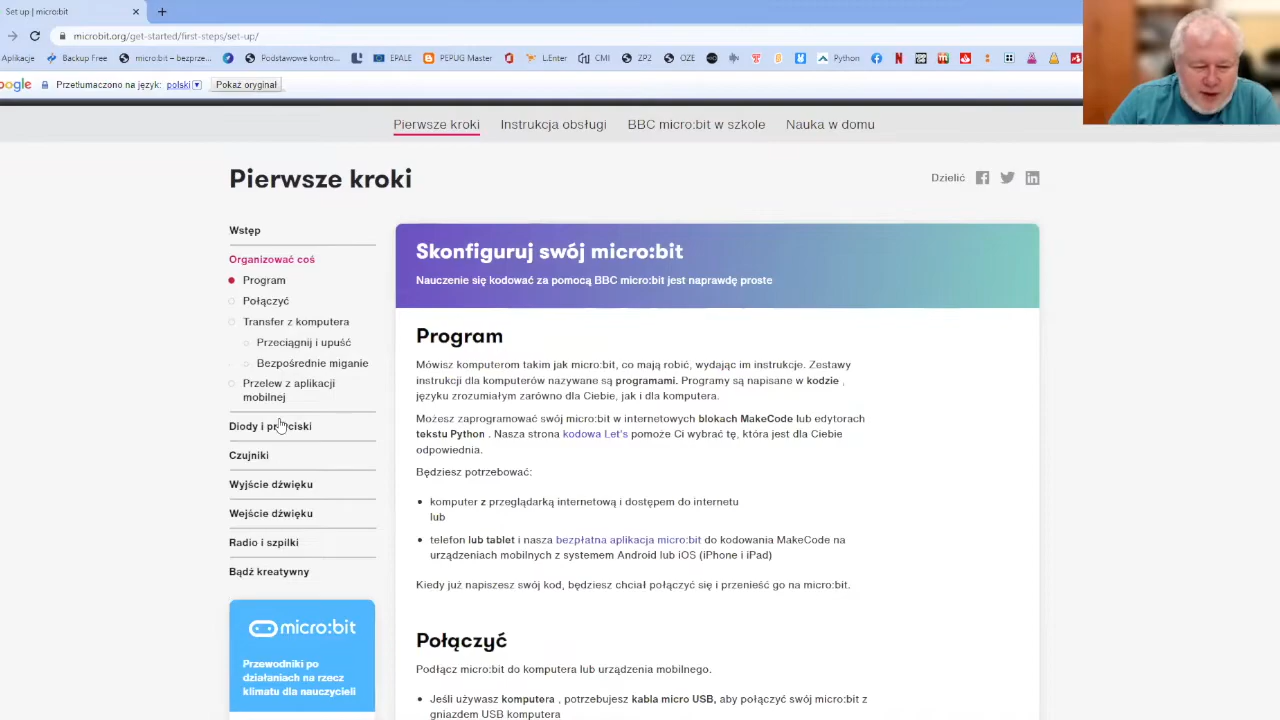 Set up | micro:bit
microbit.org/get-started/first-steps/set-up/
Aplikacje
Backup Free
micro:bit – bezprze...
Podstawowe kontro...
EPALE
PEPUG Master
L.Enter
CMI
ZP2
OZE
Python
ogle
Przetłumaczono na język:
polski
Pokaż oryginał
Pierwsze kroki
Instrukcja obsługi
BBC micro:bit w szkole
Nauka w domu
Pierwsze kroki
Dzielić
Wstęp
Organizować coś
Program
Połączyć
Transfer z komputera
Przeciągnij i upuść
Bezpośrednie miganie
Przelew z aplikacji
mobilnej
Diody i przyciski
Czujniki
Wyjście dźwięku
Wejście dźwięku
Radio i szpilki
Bądź kreatywny
micro:bit
Przewodniki po
działaniach na rzecz
klimatu dla nauczycieli
Skonfiguruj swój micro:bit
Nauczenie się kodować za pomocą BBC micro:bit jest naprawdę proste
Program
Mówisz komputerom takim jak micro:bit, co mają robić, wydając im instrukcje. Zestawy
instrukcji dla komputerów nazywane są programami. Programy są napisane w kodzie ,
języku zrozumiałym zarówno dla Ciebie, jak i dla komputera.
Możesz zaprogramować swój micro:bit w internetowych blokach MakeCode lub edytorach
tekstu Python . Nasza strona kodowa Let's pomoże Ci wybrać tę, która jest dla Ciebie
odpowiednia.
Będziesz potrzebować:
komputer z przeglądarką internetową i dostępem do internetu
lub
telefon lub tablet i nasza bezpłatna aplikacja micro:bit do kodowania MakeCode na
urządzeniach mobilnych z systemem Android lub iOS (iPhone i iPad)
Kiedy już napiszesz swój kod, będziesz chciał połączyć się i przenieść go na micro:bit.
Połączyć
Podłącz micro:bit do komputera lub urządzenia mobilnego.
Jeśli używasz komputera , potrzebujesz kabla micro USB, aby połączyć swój micro:bit z
gniazdem USB komputera